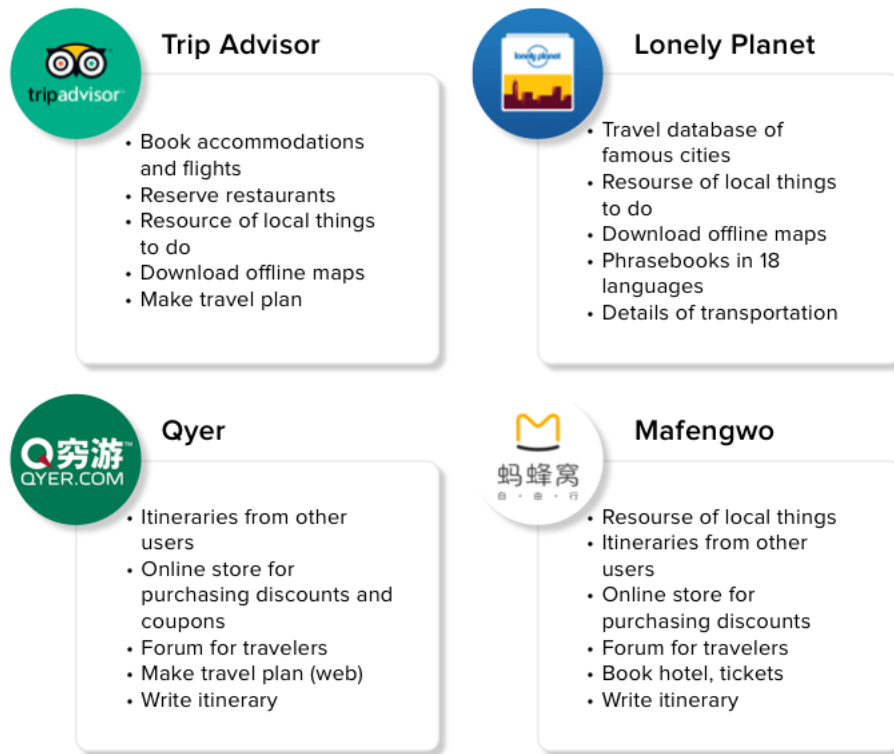 Trip Advisor
tripadvisor™
• Book accommodations
and flights
• Reserve restaurants
• Resource of local things
to do
• Download offline maps
• Make travel plan
Lonely Planet
lonely planet
• Travel database of
famous cities
• Resourse of local things
to do
• Download offline maps
• Phrasebooks in 18
languages
• Details of transportation
Qyer
Q穷游™
QYER.COM
• Itineraries from other
users
• Online store for
purchasing discounts and
coupons
• Forum for travelers
• Make travel plan (web)
• Write itinerary
Mafengwo
蚂蜂窝
自·由·行
• Resourse of local things
• Itineraries from other
users
• Online store for
purchasing discounts
• Forum for travelers
• Book hotel, tickets
• Write itinerary